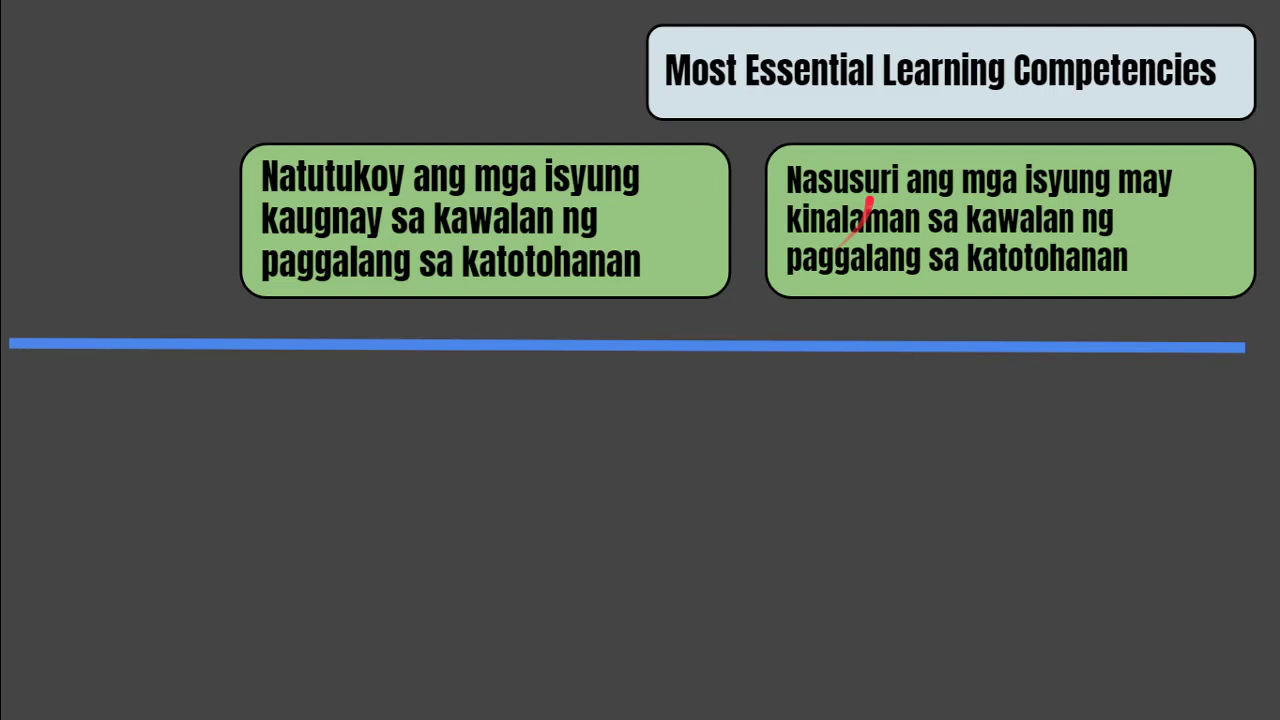 Most Essential Learning Competencies
Natutukoy ang mga isyung
kaugnay sa kawalan ng
paggalang sa katotohanan
Nasusuri ang mga isyung may
kinalaman sa kawalan ng
paggalang sa katotohanan